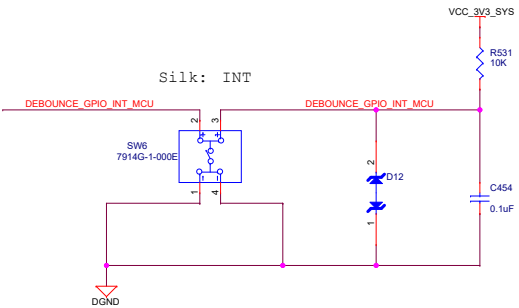 VCC_3V3_SYS
R531
10K
Silk: INT
DEBOUNCE_GPIO_INT_MCU
DEBOUNCE_GPIO_INT_MCU
2
3
SW6
7914G-1-000E
1
4
2
D12
1
C454
0.1uF
DGND